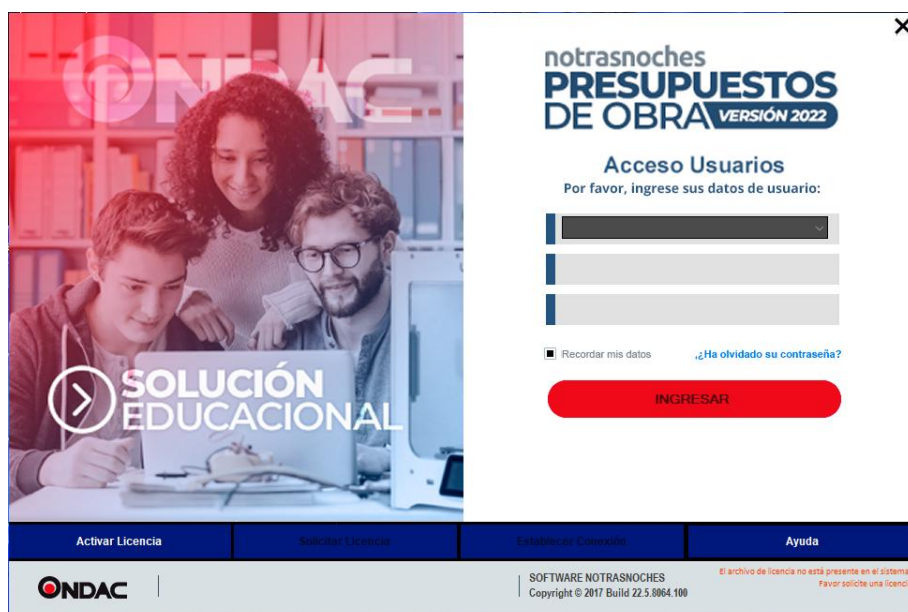 ONDAC
notrasnoches
PRESUPUESTOS
DE OBRA VERSIÓN 2022
Acceso Usuarios
Por favor, ingrese sus datos de usuario:
Recordar mis datos ,¿Ha olvidado su contraseña?
INGRESAR
SOLUCIÓN
EDUCACIONAL
Activar Licencia Solicitar Licencia Establecer Conexión Ayuda
ONDAC
SOFTWARE NOTRASNOCHES
Copyright © 2017 Build 22.5.8064.100
El archivo de licencia no está presente en el sistema
Favor solicite una licenci